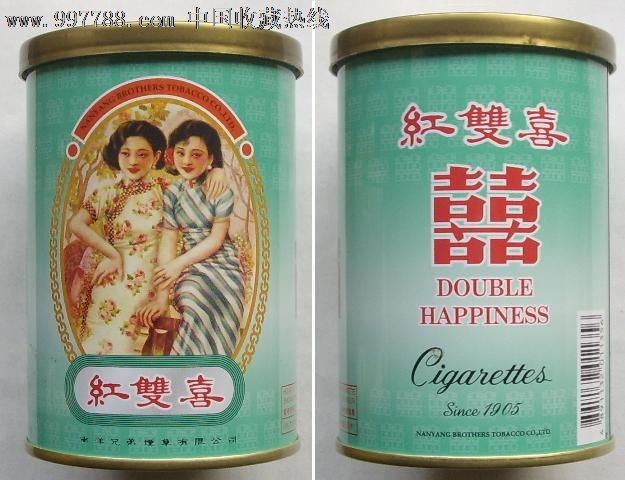 www.997788.com 中国收藏热线
NANYANG BROTHERS TOBACCO CO., LTD.
紅雙喜
南洋兄弟煙草有限公司
紅雙喜
囍
DOUBLE
HAPPINESS
Cigarettes
Since 1905
NANYANG BROTHERS TOBACCO CO., LTD.